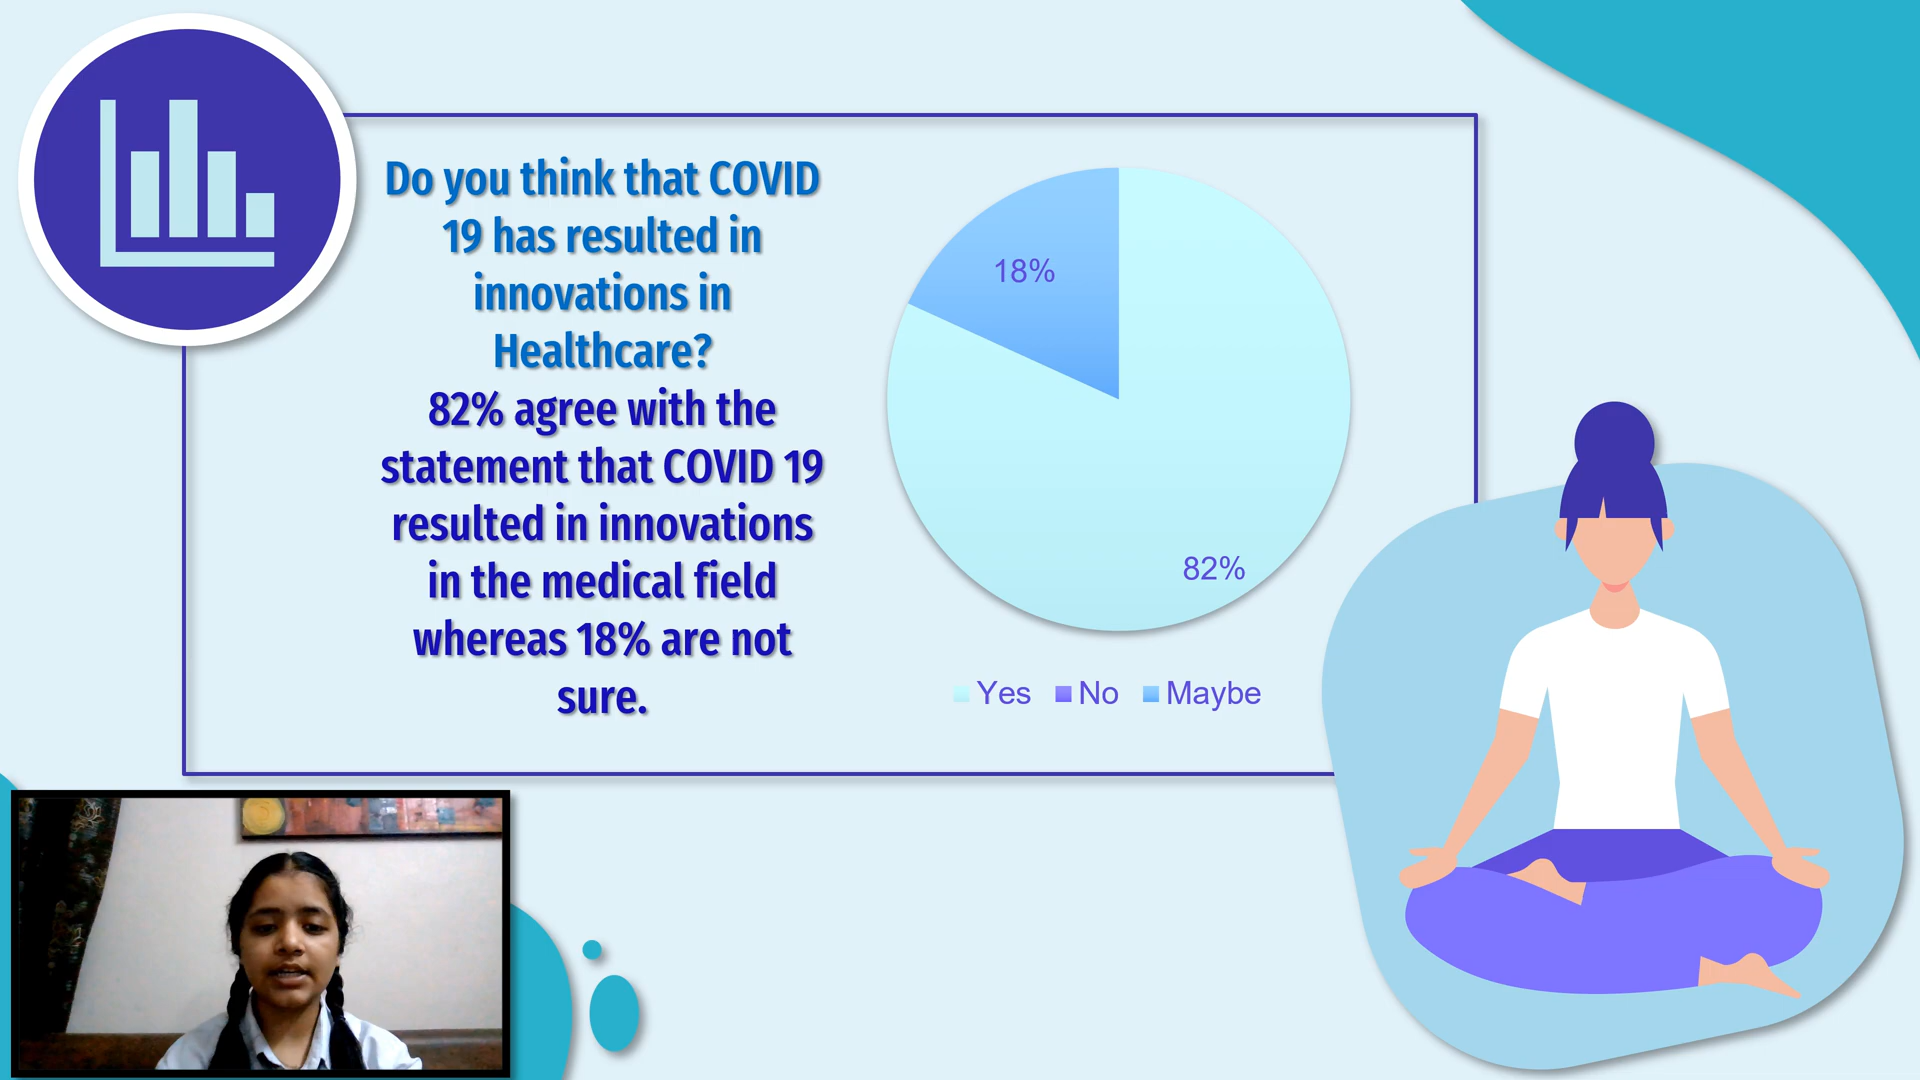 Do you think that COVID
19 has resulted in
innovations in
Healthcare?
82% agree with the
statement that COVID 19
resulted in innovations
in the medical field
whereas 18% are not
sure.
18%
82%
Yes No Maybe